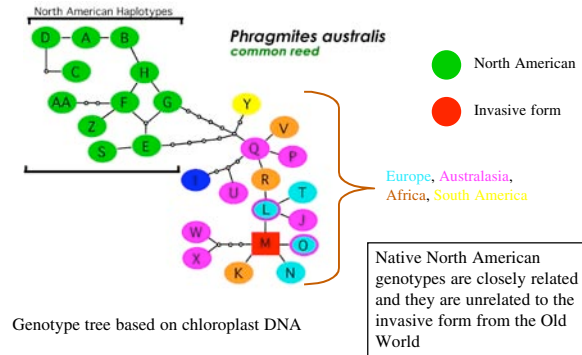 North American Haplotypes
Phragmites australis
common reed
D
A
B
C
H
AA
F
G
Z
S
E
Y
V
Q
P
I
U
R
T
L
J
W
X
M
O
K
N
North American
Invasive form
Europe, Australasia,
Africa, South America
Native North American
genotypes are closely related
and they are unrelated to the
invasive form from the Old
World
Genotype tree based on chloroplast DNA